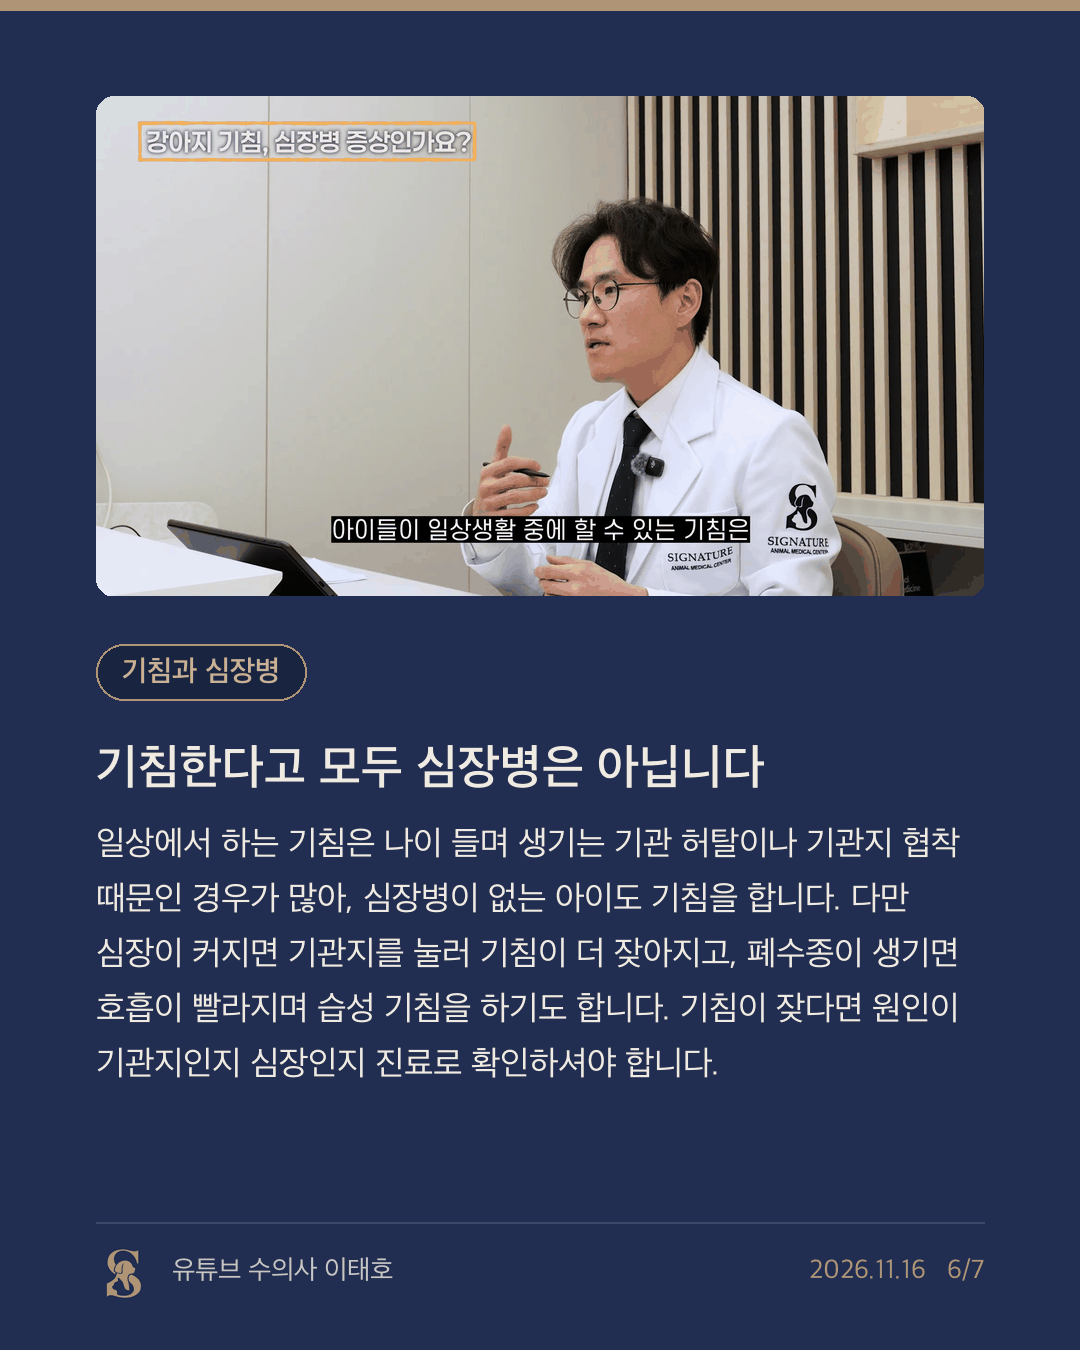 강아지 기침, 심장병 증상인가요?
아이들이 일상생활 중에 할 수 있는 기침은
SIGNATURE
ANIMAL MEDICAL CENTER
SIGNATURE
ANIMAL MEDICAL CENTER
기침과 심장병
기침한다고 모두 심장병은 아닙니다
일상에서 하는 기침은 나이 들며 생기는 기관 허탈이나 기관지 협착
때문인 경우가 많아, 심장병이 없는 아이도 기침을 합니다. 다만
심장이 커지면 기관지를 눌러 기침이 더 잦아지고, 폐수종이 생기면
호흡이 빨라지며 습성 기침을 하기도 합니다. 기침이 잦다면 원인이
기관지인지 심장인지 진료로 확인하셔야 합니다.
유튜브 수의사 이태호
2026.11.16 6/7